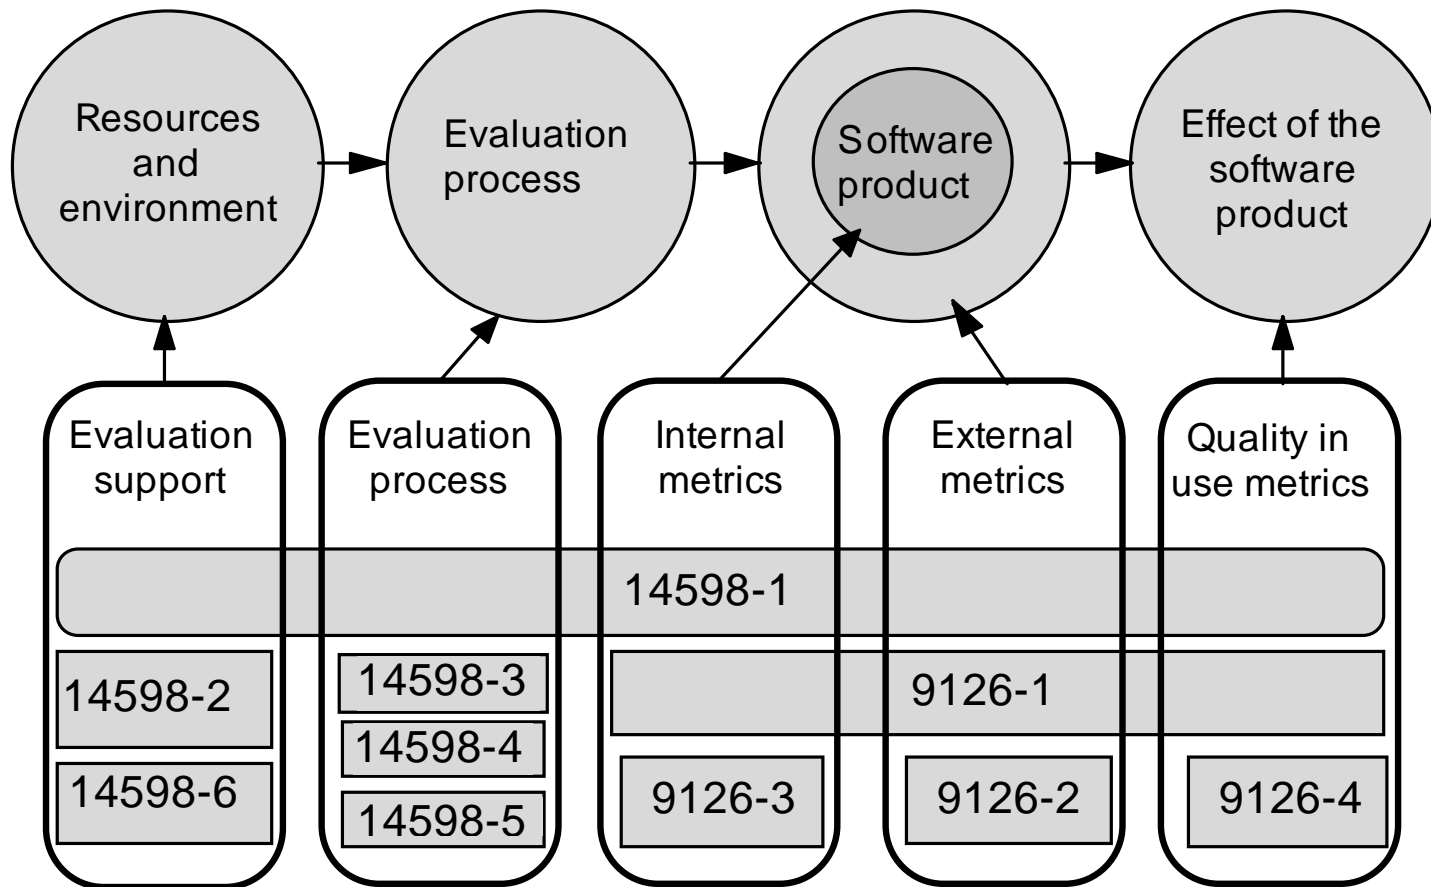 Resources
and
environment
Evaluation
process
Software
product
Effect of the
software
product
Evaluation
support
Evaluation
process
Internal
metrics
External
metrics
Quality in
use metrics
14598-1
14598-2
14598-6
14598-3
14598-4
14598-5
9126-1
9126-3
9126-2
9126-4